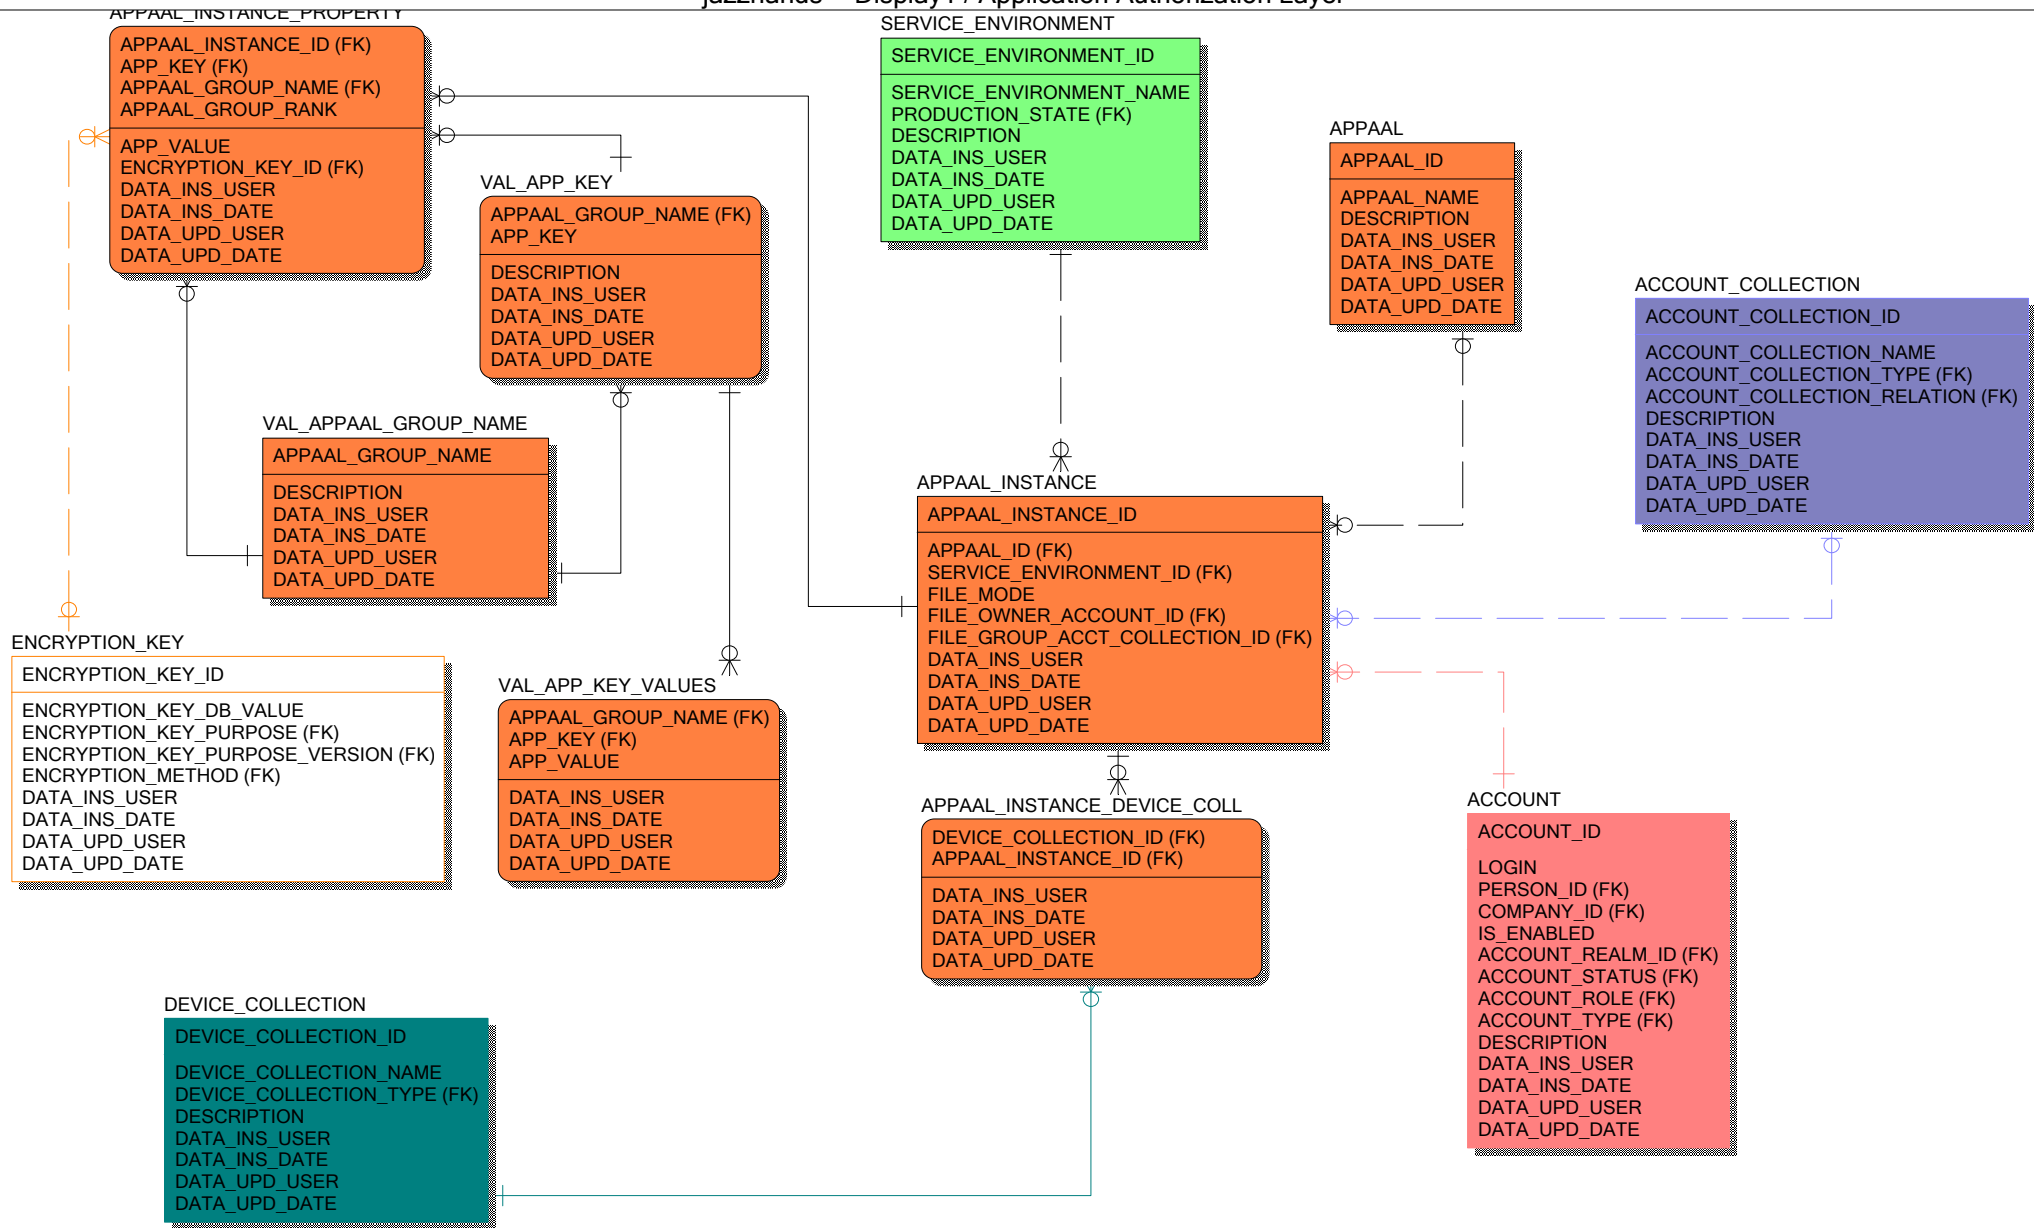 jazzhands -- Display1 / Application Authorization Layer
APPAAL_INSTANCE_PROPERTY
APPAAL_INSTANCE_ID (FK)
APP_KEY (FK)
APPAAL_GROUP_NAME (FK)
APPAAL_GROUP_RANK
APP_VALUE
ENCRYPTION_KEY_ID (FK)
DATA_INS_USER
DATA_INS_DATE
DATA_UPD_USER
DATA_UPD_DATE
SERVICE_ENVIRONMENT
SERVICE_ENVIRONMENT_ID
SERVICE_ENVIRONMENT_NAME
PRODUCTION_STATE (FK)
DESCRIPTION
DATA_INS_USER
DATA_INS_DATE
DATA_UPD_USER
DATA_UPD_DATE
APPAAL
APPAAL_ID
APPAAL_NAME
DESCRIPTION
DATA_INS_USER
DATA_INS_DATE
DATA_UPD_USER
DATA_UPD_DATE
VAL_APP_KEY
APPAAL_GROUP_NAME (FK)
APP_KEY
DESCRIPTION
DATA_INS_USER
DATA_INS_DATE
DATA_UPD_USER
DATA_UPD_DATE
ACCOUNT_COLLECTION
ACCOUNT_COLLECTION_ID
ACCOUNT_COLLECTION_NAME
ACCOUNT_COLLECTION_TYPE (FK)
ACCOUNT_COLLECTION_RELATION (FK)
DESCRIPTION
DATA_INS_USER
DATA_INS_DATE
DATA_UPD_USER
DATA_UPD_DATE
VAL_APPAAL_GROUP_NAME
APPAAL_GROUP_NAME
DESCRIPTION
DATA_INS_USER
DATA_INS_DATE
DATA_UPD_USER
DATA_UPD_DATE
APPAAL_INSTANCE
APPAAL_INSTANCE_ID
APPAAL_ID (FK)
SERVICE_ENVIRONMENT_ID (FK)
FILE_MODE
FILE_OWNER_ACCOUNT_ID (FK)
FILE_GROUP_ACCT_COLLECTION_ID (FK)
DATA_INS_USER
DATA_INS_DATE
DATA_UPD_USER
DATA_UPD_DATE
ENCRYPTION_KEY
ENCRYPTION_KEY_ID
ENCRYPTION_KEY_DB_VALUE
ENCRYPTION_KEY_PURPOSE (FK)
ENCRYPTION_KEY_PURPOSE_VERSION (FK)
ENCRYPTION_METHOD (FK)
DATA_INS_USER
DATA_INS_DATE
DATA_UPD_USER
DATA_UPD_DATE
VAL_APP_KEY_VALUES
APPAAL_GROUP_NAME (FK)
APP_KEY (FK)
APP_VALUE
DATA_INS_USER
DATA_INS_DATE
DATA_UPD_USER
DATA_UPD_DATE
APPAAL_INSTANCE_DEVICE_COLL
DEVICE_COLLECTION_ID (FK)
APPAAL_INSTANCE_ID (FK)
DATA_INS_USER
DATA_INS_DATE
DATA_UPD_USER
DATA_UPD_DATE
ACCOUNT
ACCOUNT_ID
LOGIN
PERSON_ID (FK)
COMPANY_ID (FK)
IS_ENABLED
ACCOUNT_REALM_ID (FK)
ACCOUNT_STATUS (FK)
ACCOUNT_ROLE (FK)
ACCOUNT_TYPE (FK)
DESCRIPTION
DATA_INS_USER
DATA_INS_DATE
DATA_UPD_USER
DATA_UPD_DATE
DEVICE_COLLECTION
DEVICE_COLLECTION_ID
DEVICE_COLLECTION_NAME
DEVICE_COLLECTION_TYPE (FK)
DESCRIPTION
DATA_INS_USER
DATA_INS_DATE
DATA_UPD_USER
DATA_UPD_DATE